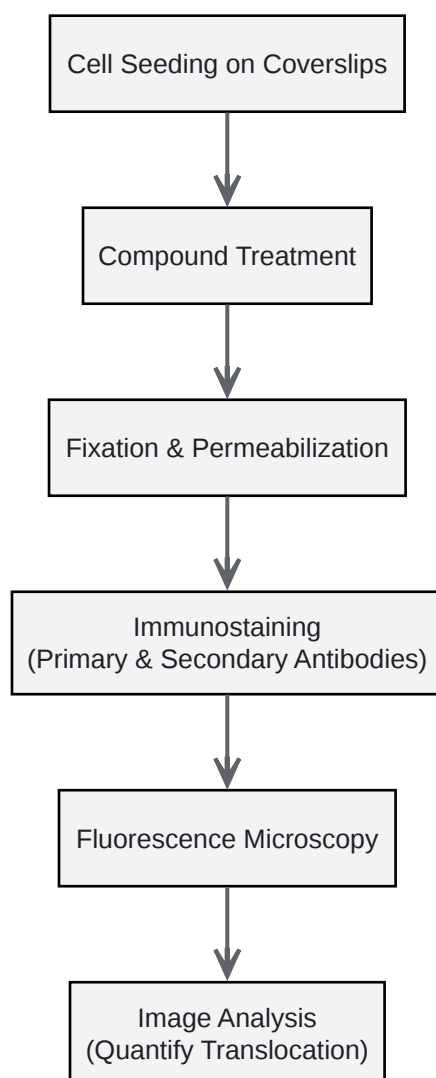 Cell Seeding on Coverslips
Compound Treatment
Fixation & Permeabilization
Immunostaining
(Primary & Secondary Antibodies)
Fluorescence Microscopy
Image Analysis
(Quantify Translocation)